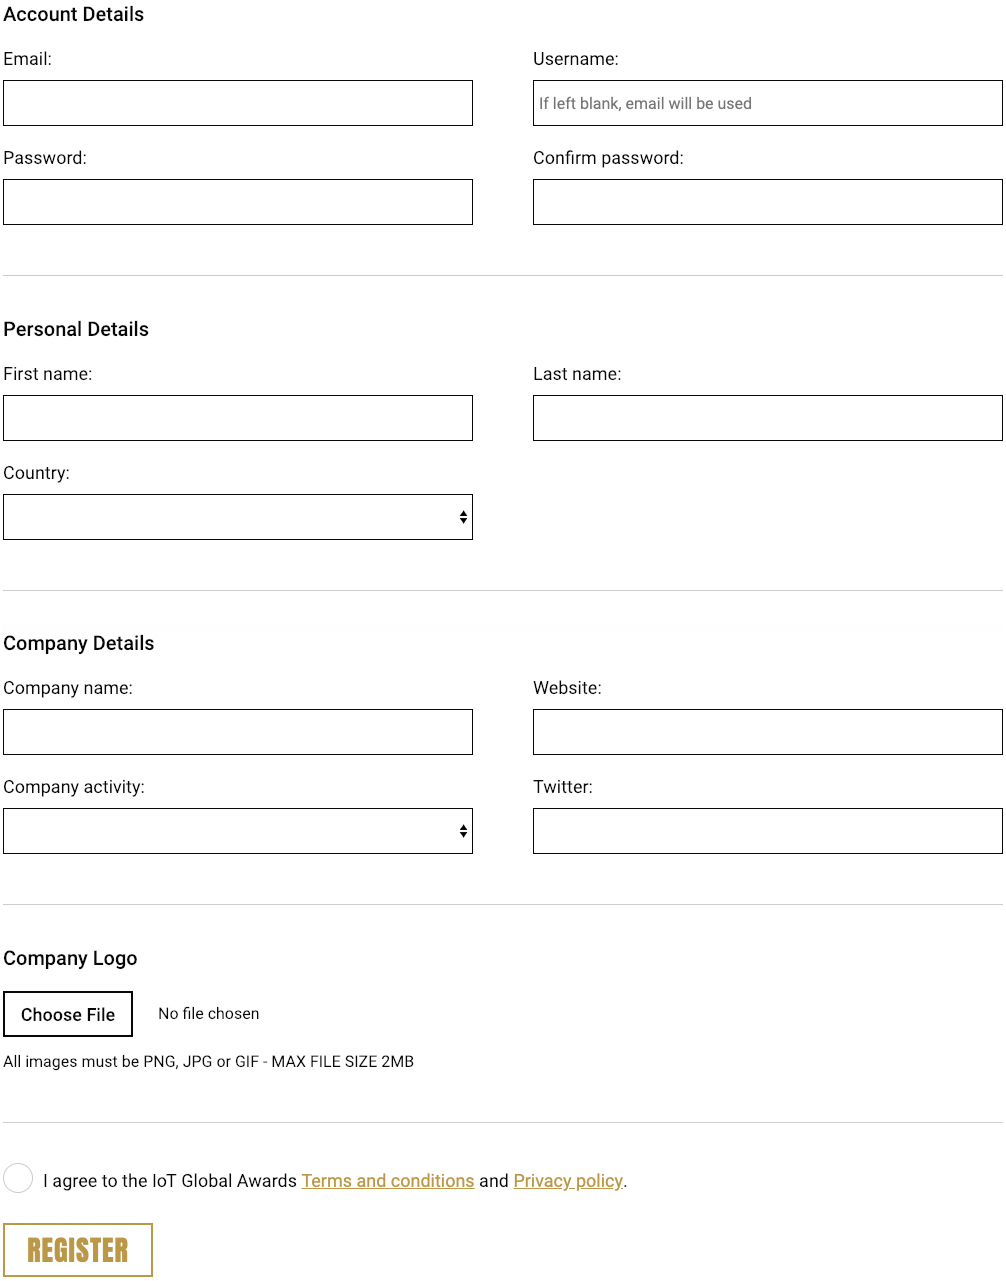 Account Details
Email:
Username:
If left blank, email will be used
Password:
Confirm password:
Personal Details
First name:
Last name:
Country:
Company Details
Company name:
Website:
Company activity:
Twitter:
Company Logo
Choose File
No file chosen
All images must be PNG, JPG or GIF - MAX FILE SIZE 2MB
I agree to the IoT Global Awards Terms and conditions and Privacy policy.
REGISTER